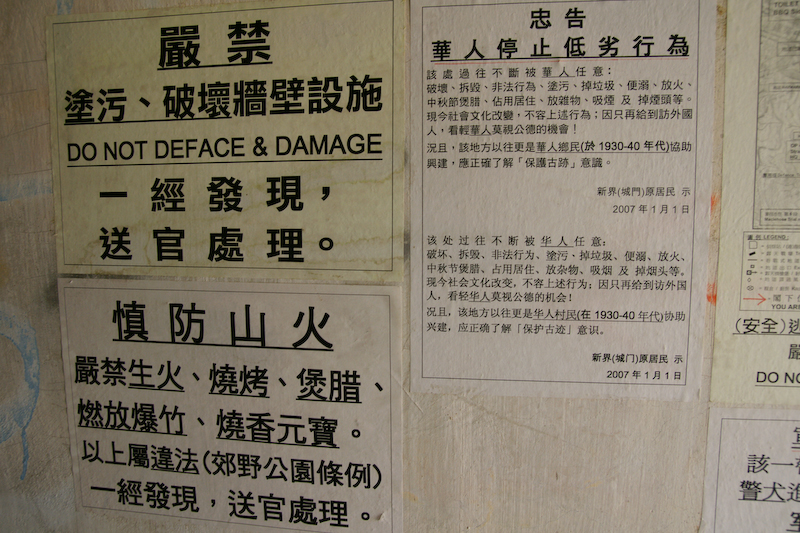 嚴禁
塗污、破壞牆壁設施
DO NOT DEFACE & DAMAGE
一經發現，
送官處理。
慎防山火
嚴禁生火、燒烤、煲腊、
燃放爆竹、燒香元寶。
以上屬違法(郊野公園條例)
一經發現，送官處理。
忠告
華人停止低劣行為
該處過往不斷被華人任意：
破壞、拆毀、非法行為、塗污、掉垃圾、便溺、放火、
中秋節煲腊、佔用居住、放雜物、吸煙 及 掉煙頭等。
現今社會文化改變，不容上述行為；因只再給到訪外國
人，看輕華人莫視公德的機會！
況且，該地方以往更是華人鄉民(於 1930-40 年代)協助
興建，應正確了解「保護古跡」意識。
新界(城門)原居民 示
2007 年 1 月 1 日
该处过往不断被华人任意：
破坏、拆毁、非法行为、塗污、掉垃圾、便溺、放火、
中秋节煲腊、占用居住、放杂物、吸烟 及 掉烟头等。
现今社会文化改变，不容上述行为；因只再给到访外国
人，看轻华人莫视公德的机会！
况且，该地方以往更是华人村民(在 1930-40 年代)协助
兴建，应正确了解「保护古迹」意识。
新界(城门)原居民 示
2007 年 1 月 1 日
LEGEND
YOU AR
(安全)逃
嚴
DO NO
該一
警犬進